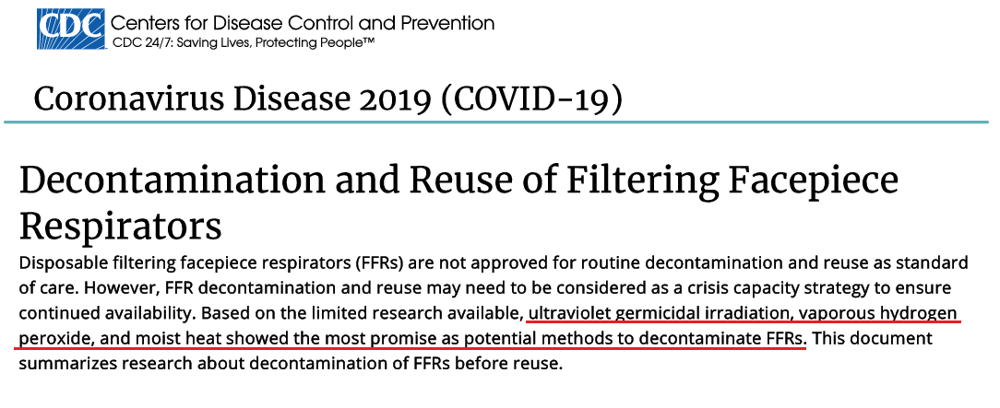 CDC
Centers for Disease Control and Prevention
CDC 24/7: Saving Lives, Protecting People™
Coronavirus Disease 2019 (COVID-19)
Decontamination and Reuse of Filtering Facepiece
Respirators
Disposable filtering facepiece respirators (FFRs) are not approved for routine decontamination and reuse as standard
of care. However, FFR decontamination and reuse may need to be considered as a crisis capacity strategy to ensure
continued availability. Based on the limited research available, ultraviolet germicidal irradiation, vaporous hydrogen
peroxide, and moist heat showed the most promise as potential methods to decontaminate FFRs. This document
summarizes research about decontamination of FFRs before reuse.